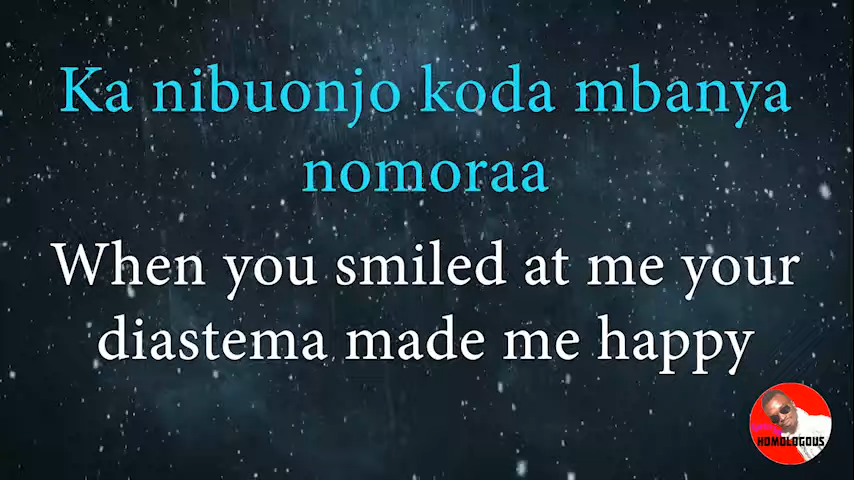 Ka nibuonjo koda mbanya
nomoraa
When you smiled at me your
diastema made me happy
HOMOLOGOUS